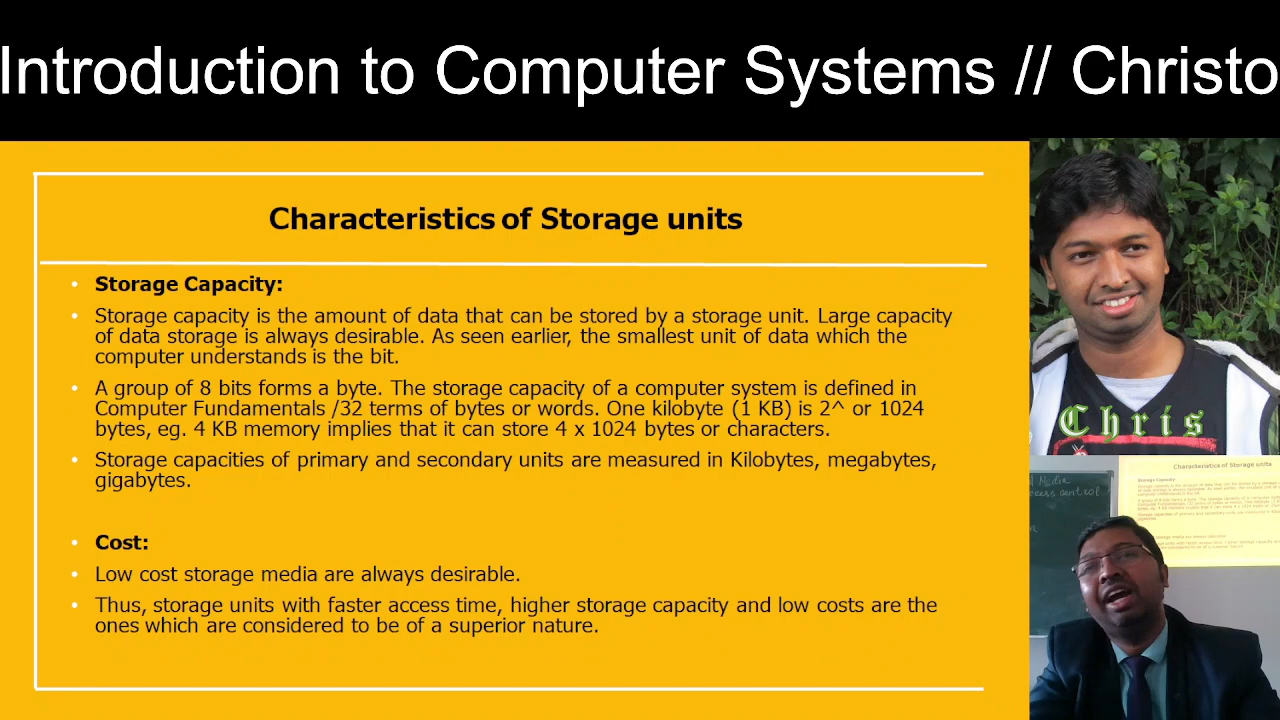 Introduction to Computer Systems // Christo
Characteristics of Storage units
• Storage Capacity:
• Storage capacity is the amount of data that can be stored by a storage unit. Large capacity
of data storage is always desirable. As seen earlier, the smallest unit of data which the
computer understands is the bit.
• A group of 8 bits forms a byte. The storage capacity of a computer system is defined in
Computer Fundamentals /32 terms of bytes or words. One kilobyte (1 KB) is 2^ or 1024
bytes, eg. 4 KB memory implies that it can store 4 x 1024 bytes or characters.
• Storage capacities of primary and secondary units are measured in Kilobytes, megabytes,
gigabytes.
• Cost:
• Low cost storage media are always desirable.
• Thus, storage units with faster access time, higher storage capacity and low costs are the
ones which are considered to be of a superior nature.
Chris
Characteristics of Storage units
Storage Capacity:
Media
access control